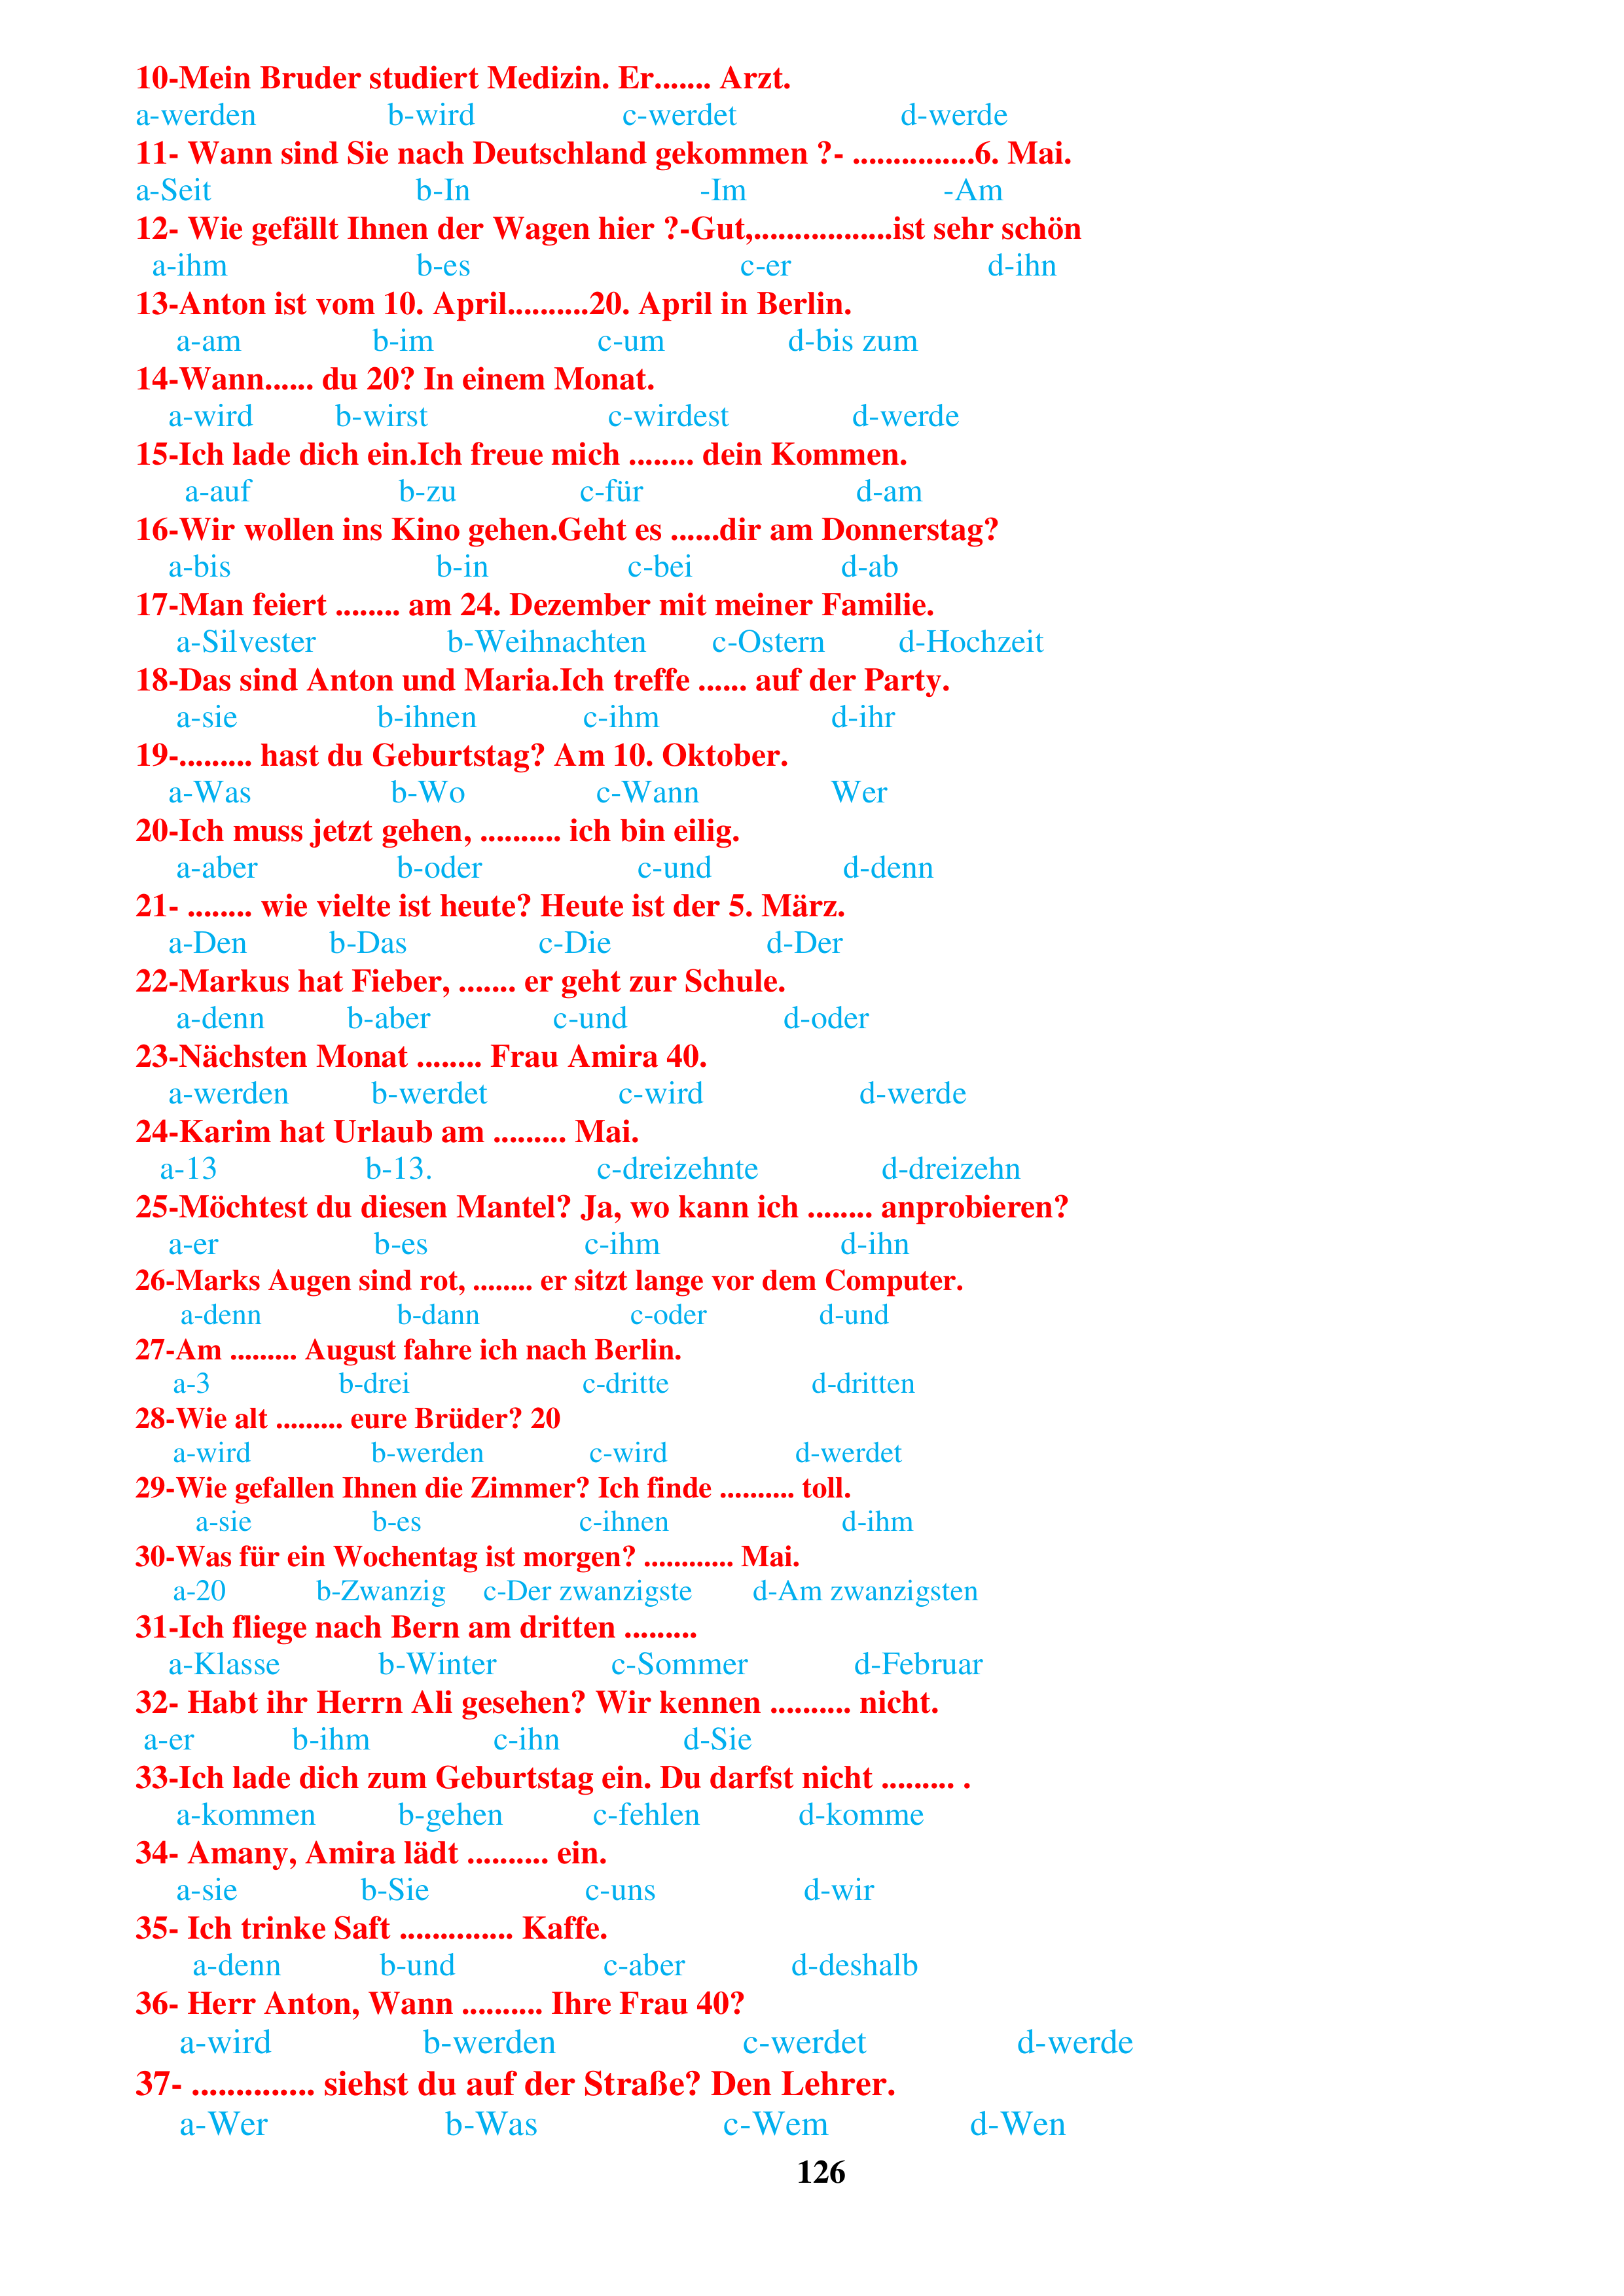 10-Mein Bruder studiert Medizin. Er....... Arzt.
a-werden b-wird c-werdet d-werde
11- Wann sind Sie nach Deutschland gekommen ?- ...............6. Mai.
a-Seit b-In -Im -Am
12- Wie gefällt Ihnen der Wagen hier ?-Gut,.................ist sehr schön
a-ihm b-es c-er d-ihn
13-Anton ist vom 10. April..........20. April in Berlin.
a-am b-im c-um d-bis zum
14-Wann...... du 20? In einem Monat.
a-wird b-wirst c-wirdest d-werde
15-Ich lade dich ein.Ich freue mich ........ dein Kommen.
a-auf b-zu c-für d-am
16-Wir wollen ins Kino gehen.Geht es ......dir am Donnerstag?
a-bis b-in c-bei d-ab
17-Man feiert ........ am 24. Dezember mit meiner Familie.
a-Silvester b-Weihnachten c-Ostern d-Hochzeit
18-Das sind Anton und Maria.Ich treffe ...... auf der Party.
a-sie b-ihnen c-ihm d-ihr
19-......... hast du Geburtstag? Am 10. Oktober.
a-Was b-Wo c-Wann Wer
20-Ich muss jetzt gehen, .......... ich bin eilig.
a-aber b-oder c-und d-denn
21- ........ wie vielte ist heute? Heute ist der 5. März.
a-Den b-Das c-Die d-Der
22-Markus hat Fieber, ....... er geht zur Schule.
a-denn b-aber c-und d-oder
23-Nächsten Monat ........ Frau Amira 40.
a-werden b-werdet c-wird d-werde
24-Karim hat Urlaub am ......... Mai.
a-13 b-13. c-dreizehnte d-dreizehn
25-Möchtest du diesen Mantel? Ja, wo kann ich ........ anprobieren?
a-er b-es c-ihm d-ihn
26-Marks Augen sind rot, ........ er sitzt lange vor dem Computer.
a-denn b-dann c-oder d-und
27-Am ......... August fahre ich nach Berlin.
a-3 b-drei c-dritte d-dritten
28-Wie alt ......... eure Brüder? 20
a-wird b-werden c-wird d-werdet
29-Wie gefallen Ihnen die Zimmer? Ich finde .......... toll.
a-sie b-es c-ihnen d-ihm
30-Was für ein Wochentag ist morgen? ............ Mai.
a-20 b-Zwanzig c-Der zwanzigste d-Am zwanzigsten
31-Ich fliege nach Bern am dritten .........
a-Klasse b-Winter c-Sommer d-Februar
32- Habt ihr Herrn Ali gesehen? Wir kennen .......... nicht.
a-er b-ihm c-ihn d-Sie
33-Ich lade dich zum Geburtstag ein. Du darfst nicht ......... .
a-kommen b-gehen c-fehlen d-komme
34- Amany, Amira lädt .......... ein.
a-sie b-Sie c-uns d-wir
35- Ich trinke Saft .............. Kaffe.
a-denn b-und c-aber d-deshalb
36- Herr Anton, Wann .......... Ihre Frau 40?
a-wird b-werden c-werdet d-werde
37- .............. siehst du auf der Straße? Den Lehrer.
a-Wer b-Was c-Wem d-Wen
126